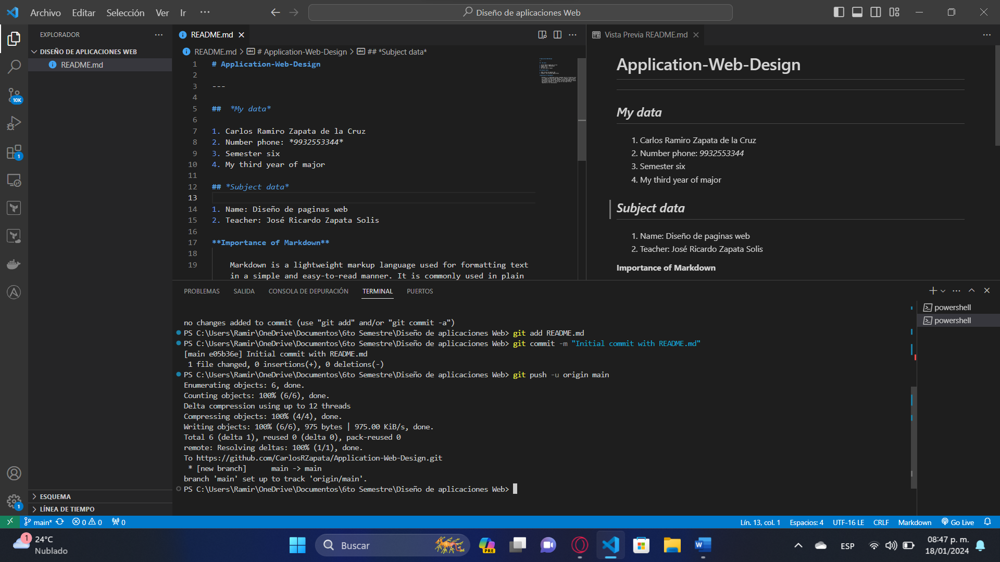 Archivo Editar Selección Ver Ir ··· Diseño de aplicaciones Web
EXPLORADOR
DISEÑO DE APLICACIONES WEB
README.md
10K
1
ESQUEMA
LÍNEA DE TIEMPO
1
README.md
README.md > # Application-Web-Design > ## *Subject data*
1 # Application-Web-Design
2
3 ---
4
5 ##  *My data*
6
7 1. Carlos Ramiro Zapata de la Cruz
8 2. Number phone: *9932553344*
9 3. Semester six
10 4. My third year of major
11
12 ## *Subject data*
13
14 1. Name: Diseño de paginas web
15 2. Teacher: José Ricardo Zapata Solis
16
17 **Importance of Markdown**
18
19 Markdown is a lightweight markup language used for formatting text
in a simple and easy-to-read manner. It is commonly used in plain
Vista Previa README.md
Application-Web-Design
My data
1. Carlos Ramiro Zapata de la Cruz
2. Number phone: 9932553344
3. Semester six
4. My third year of major
Subject data
1. Name: Diseño de paginas web
2. Teacher: José Ricardo Zapata Solis
Importance of Markdown
PROBLEMAS SALIDA CONSOLA DE DEPURACIÓN TERMINAL PUERTOS
powershell
powershell
no changes added to commit (use "git add" and/or "git commit -a")
PS C:\Users\Ramir\OneDrive\Documentos\6to Semestre\Diseño de aplicaciones Web> git add README.md
PS C:\Users\Ramir\OneDrive\Documentos\6to Semestre\Diseño de aplicaciones Web> git commit -m "Initial commit with README.md"
[main e05b36e] Initial commit with README.md
 1 file changed, 0 insertions(+), 0 deletions(-)
PS C:\Users\Ramir\OneDrive\Documentos\6to Semestre\Diseño de aplicaciones Web> git push -u origin main
Enumerating objects: 6, done.
Counting objects: 100% (6/6), done.
Delta compression using up to 12 threads
Compressing objects: 100% (4/4), done.
Writing objects: 100% (6/6), 975 bytes | 975.00 KiB/s, done.
Total 6 (delta 1), reused 0 (delta 0), pack-reused 0
remote: Resolving deltas: 100% (1/1), done.
To https://github.com/CarlosRZapata/Application-Web-Design.git
 * [new branch]      main -> main
branch 'main' set up to track 'origin/main'.
PS C:\Users\Ramir\OneDrive\Documentos\6to Semestre\Diseño de aplicaciones Web>
main* 0 0 0 Lín. 13, col. 1 Espacios: 4 UTF-16 LE CRLF Markdown Go Live
1 24°C
Nublado
Buscar
PRE
ESP
08:47 p. m.
18/01/2024